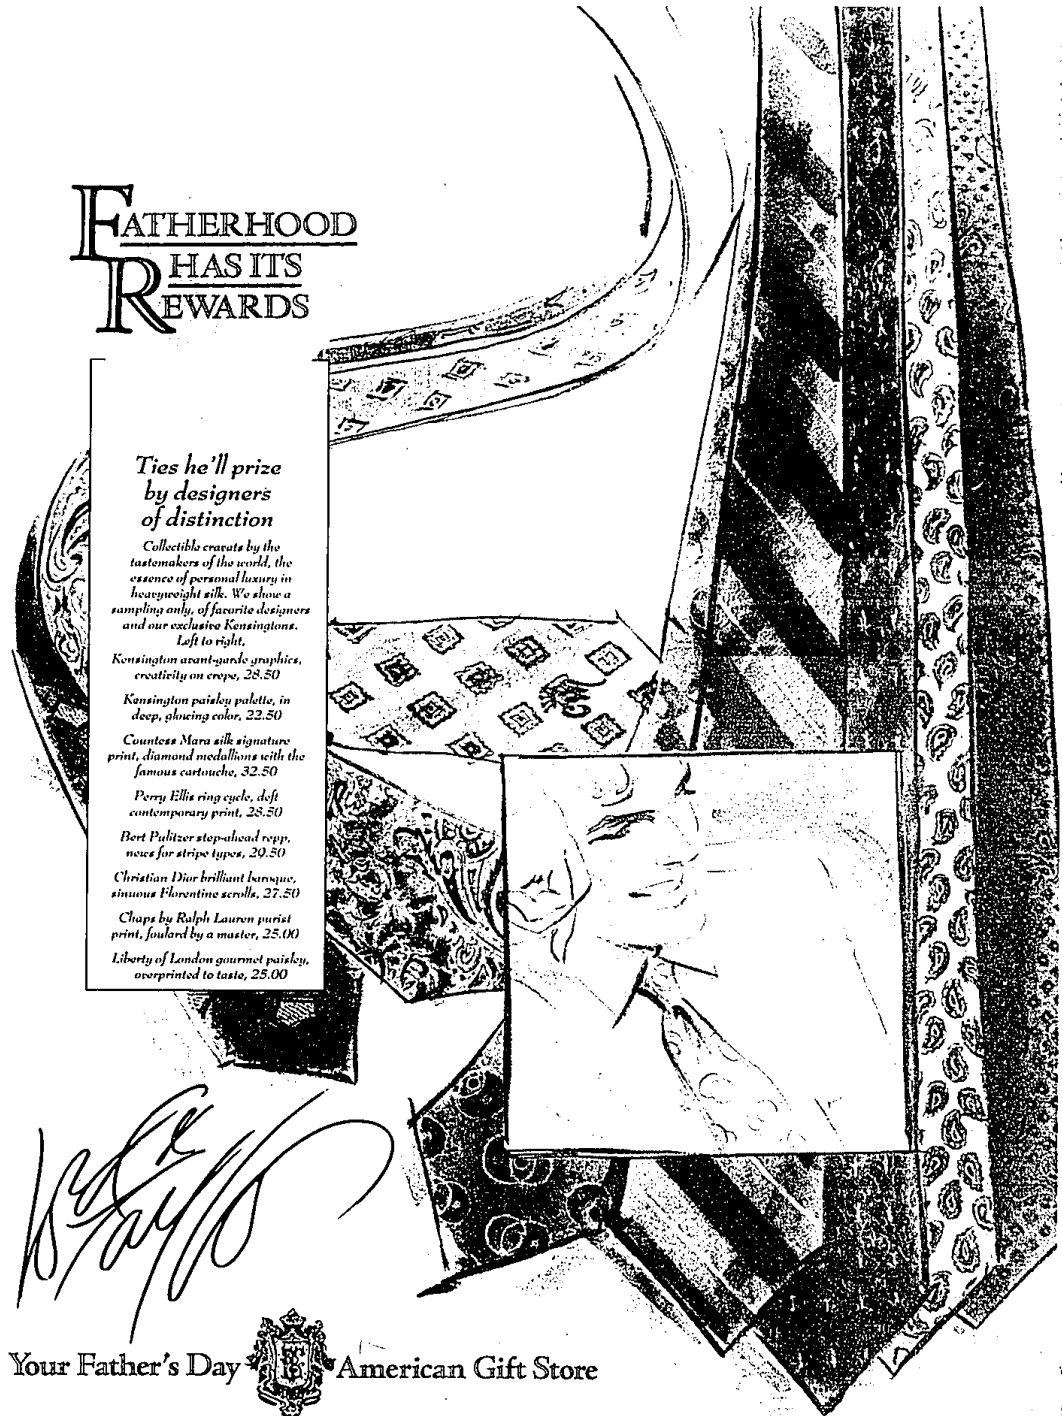 FATHERHOOD
HAS ITS
REWARDS
Ties he'll prize
by designers
of distinction
Collectible cravats by the
tastemakers of the world, the
essence of personal luxury in
heavyweight silk. We show a
sampling only, of favorite designers
and our exclusive Kensingtons.
Left to right,
Kensington avant-garde graphics,
creativity on crepe, 28.50
Kensington paisley palette, in
deep, glowing color, 22.50
Countess Mara silk signature
print, diamond medallions with the
famous cartouche, 32.50
Perry Ellis ring cycle, deft
contemporary print, 28.50
Bert Pulitzer step-ahead repp,
news for stripe types, 29.50
Christian Dior brilliant baroque,
sinuous Florentine scrolls, 27.50
Chaps by Ralph Lauren purist
print, foulard by a master, 25.00
Liberty of London gourmet paisley,
overprinted to taste, 25.00
Lord & Taylor
Your Father's Day American Gift Store